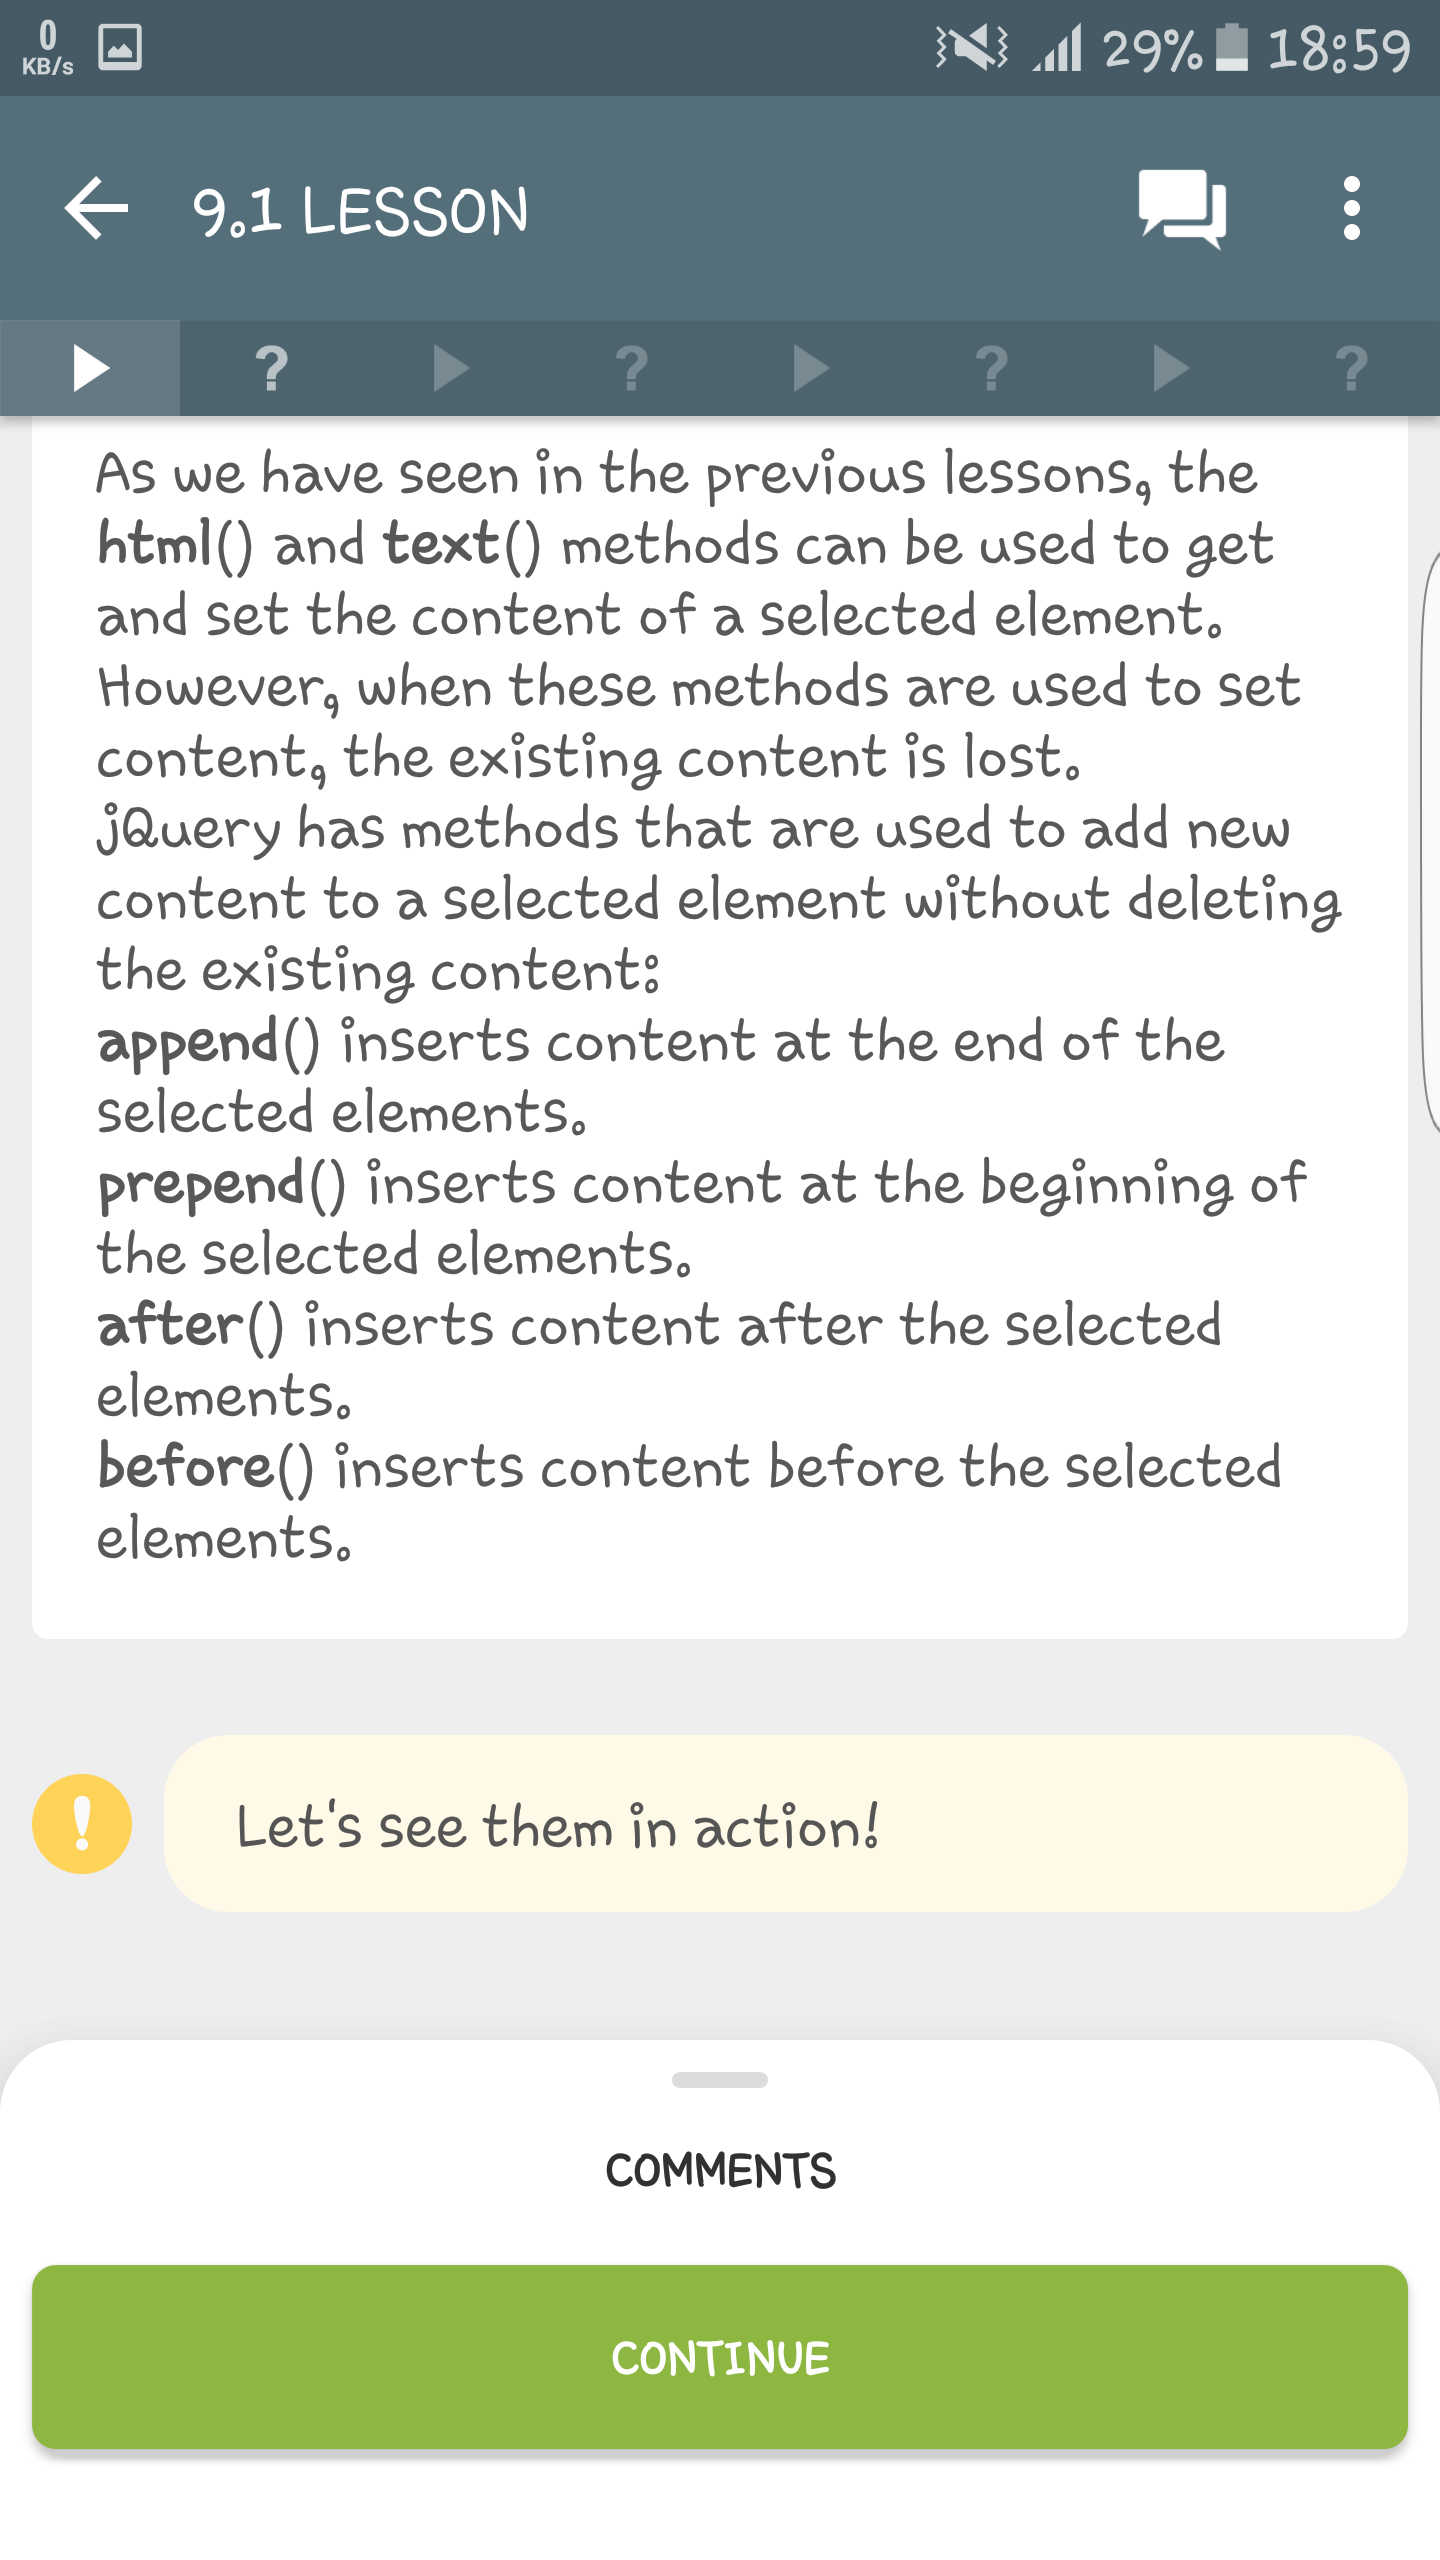 0
KB/s
29%
18:59
9.1 LESSON
?
?
?
?
As we have seen in the previous lessons, the
html() and text() methods can be used to get
and set the content of a selected element.
However, when these methods are used to set
content, the existing content is lost.
jQuery has methods that are used to add new
content to a selected element without deleting
the existing content:
append() inserts content at the end of the
selected elements.
prepend() inserts content at the beginning of
the selected elements.
after() inserts content after the selected
elements.
before() inserts content before the selected
elements.
!
Let's see them in action!
COMMENTS
CONTINUE